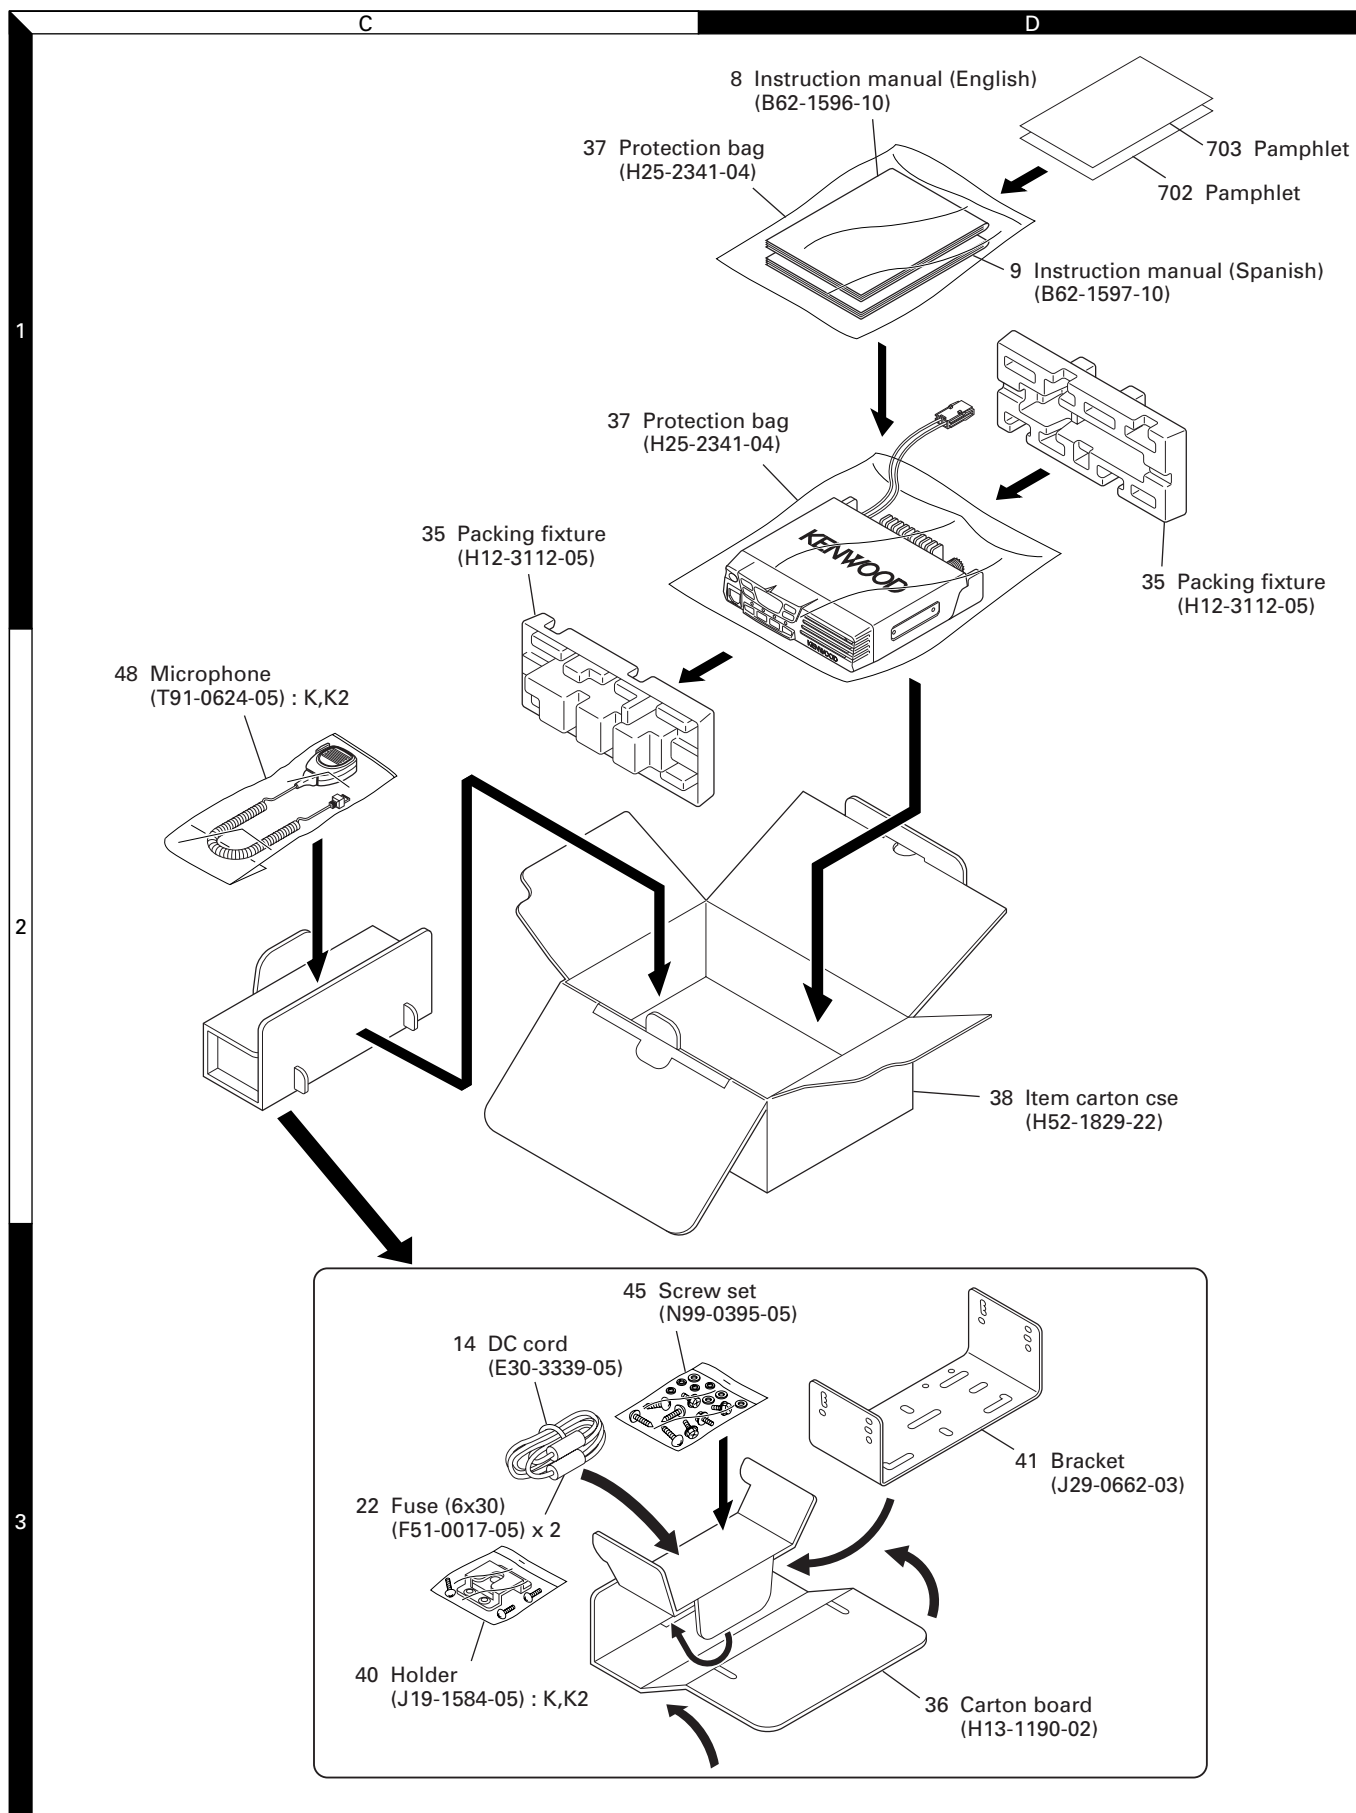 C
D
8 Instruction manual (English)
(B62-1596-10)
37 Protection bag
(H25-2341-04)
703 Pamphlet
702 Pamphlet
9 Instruction manual (Spanish)
(B62-1597-10)
1
37 Protection bag
(H25-2341-04)
35 Packing fixture
(H12-3112-05)
KENWOOD
KENWOOD
35 Packing fixture
(H12-3112-05)
48 Microphone
(T91-0624-05) : K,K2
2
38 Item carton cse
(H52-1829-22)
45 Screw set
(N99-0395-05)
14 DC cord
(E30-3339-05)
41 Bracket
(J29-0662-03)
22 Fuse (6x30)
(F51-0017-05) x 2
3
40 Holder
(J19-1584-05) : K,K2
36 Carton board
(H13-1190-02)